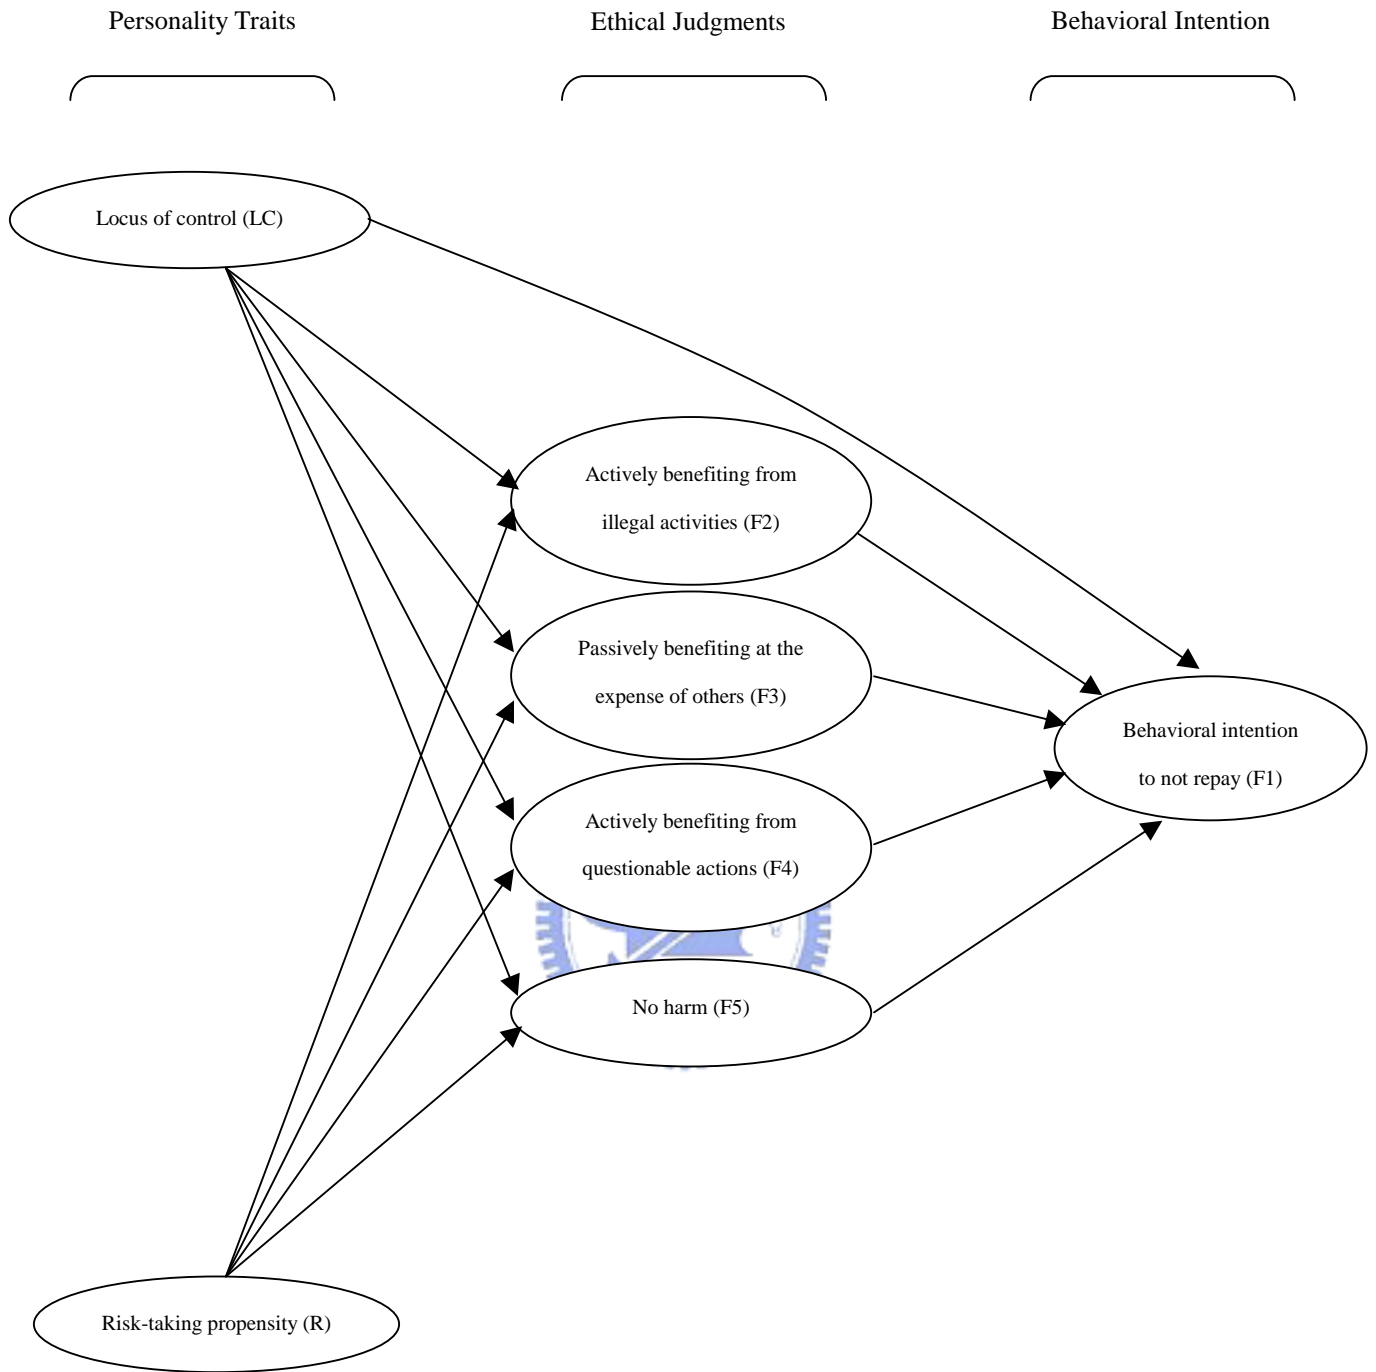 Personality Traits
Ethical Judgments
Behavioral Intention
Locus of control (LC)
Actively benefiting from
illegal activities (F2)
Passively benefiting at the
expense of others (F3)
Behavioral intention
to not repay (F1)
Actively benefiting from
questionable actions (F4)
No harm (F5)
Risk-taking propensity (R)